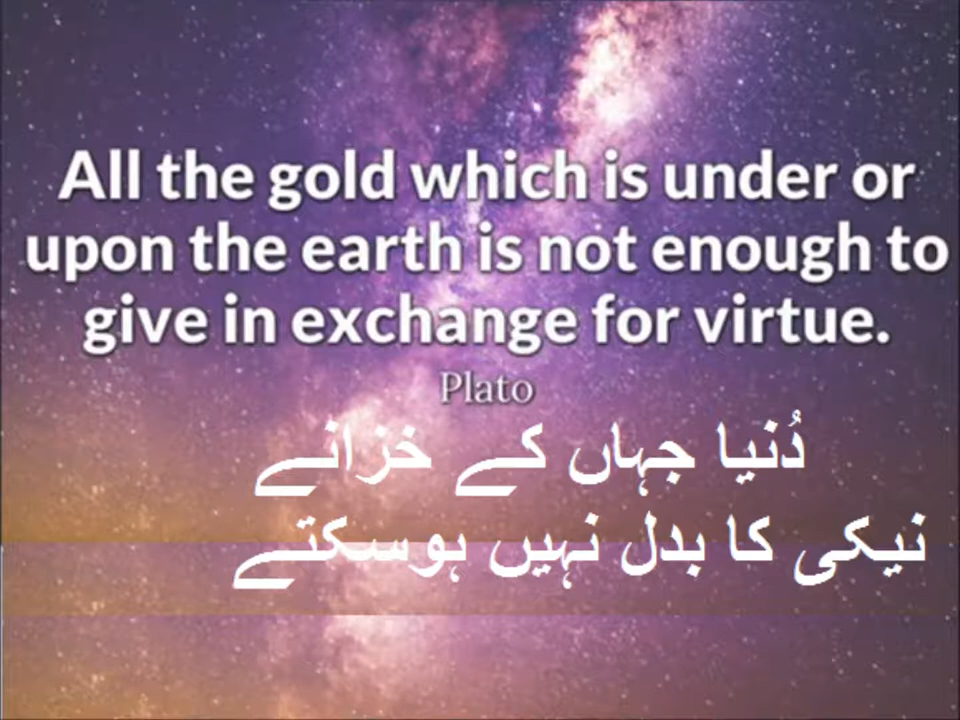 All the gold which is under or
upon the earth is not enough to
give in exchange for virtue.
Plato
دُنیا جہاں کے خزانے
نیکی کا بدل نہیں ہوسکتے